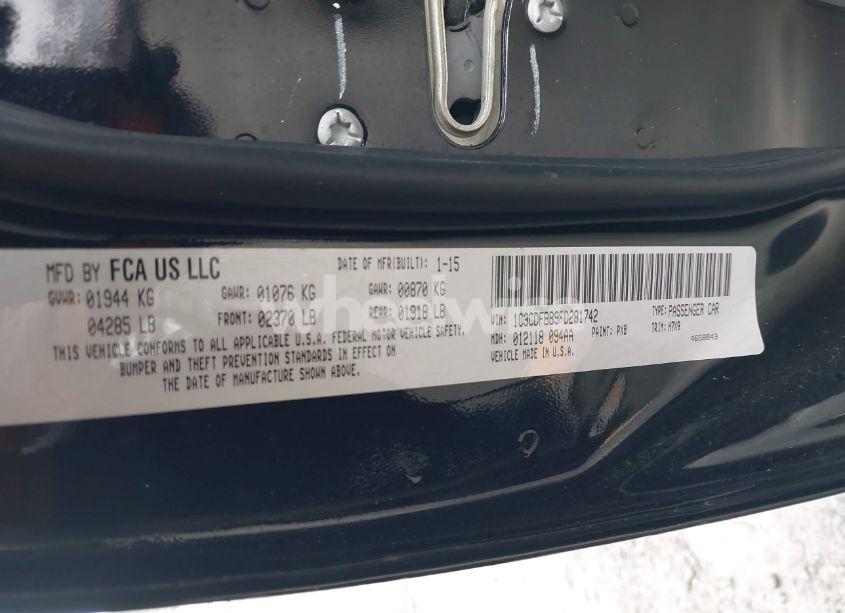 MFD BY FCA US LLC DATE OF MFR(BUILT): 1-15
GVWR: 01944 KG GAWR: 01076 KG GAWR: 00870 KG
04285 LB FRONT: 02370 LB REAR: 01918 LB
THIS VEHICLE CONFORMS TO ALL APPLICABLE U.S.A. FEDERAL MOTOR VEHICLE SAFETY,
BUMPER AND THEFT PREVENTION STANDARDS IN EFFECT ON
THE DATE OF MANUFACTURE SHOWN ABOVE.
VIN: 1C3CDFBB9FD281742 TYPE: PASSENGER CAR
MDH: 012118 094AA PAINT: PXB TRIM: H7X9
VEHICLE MADE IN U.S.A. 4658843
wheelwire